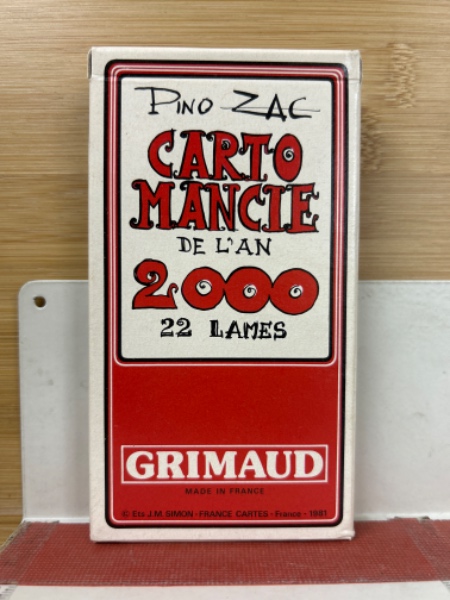 PINO ZAC
CARTO
MANCIE
DE L'AN
2000
22 LAMES
GRIMAUD
MADE IN FRANCE
© Ets J.M. SIMON - FRANCE CARTES - France - 1981